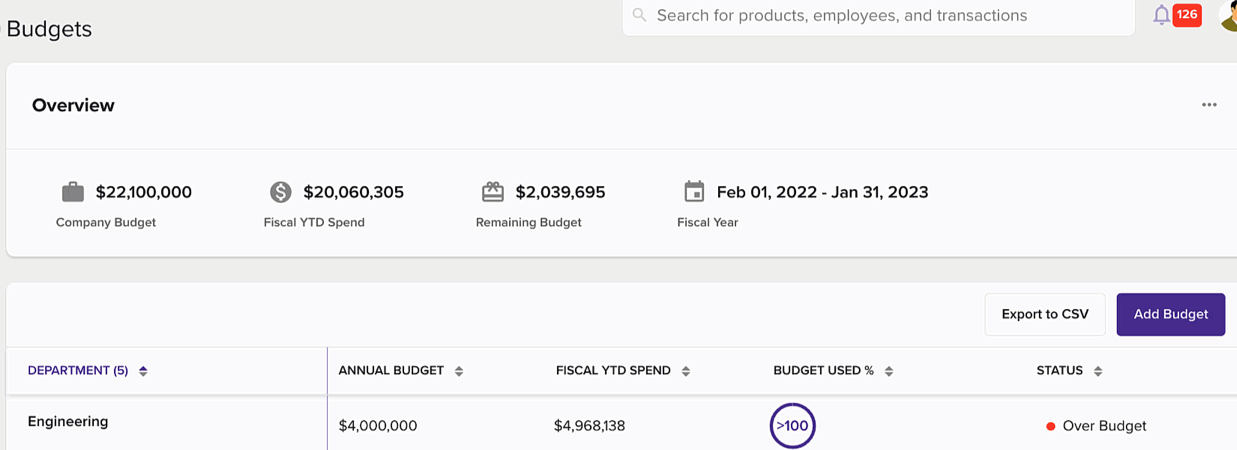 Budgets
Search for products, employees, and transactions
126
Overview
$22,100,000 $20,060,305 $2,039,695 Feb 01, 2022 - Jan 31, 2023
Company Budget Fiscal YTD Spend Remaining Budget Fiscal Year
Export to CSV Add Budget
DEPARTMENT (5) ANNUAL BUDGET FISCAL YTD SPEND BUDGET USED % STATUS
Engineering $4,000,000 $4,968,138 >100 Over Budget